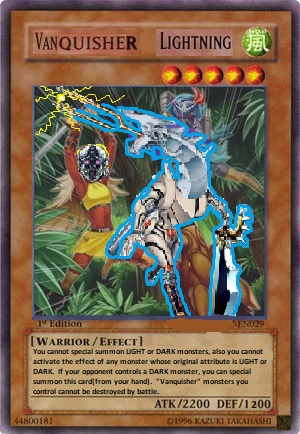 VANQUISHER LIGHTNING
風
1st Edition -EN029
[WARRIOR / EFFECT]
You cannot special summon LIGHT or DARK monsters, also you cannot
activate the effect of any monster whose original attribute is LIGHT or
DARK. If your opponent controls a DARK monster, you can special
summon this card(from your hand). "Vanquisher" monsters you
control cannot be destroyed by battle.
ATK/2200 DEF/1200
44800181 ©1996 KAZUKI TAKAHASHI